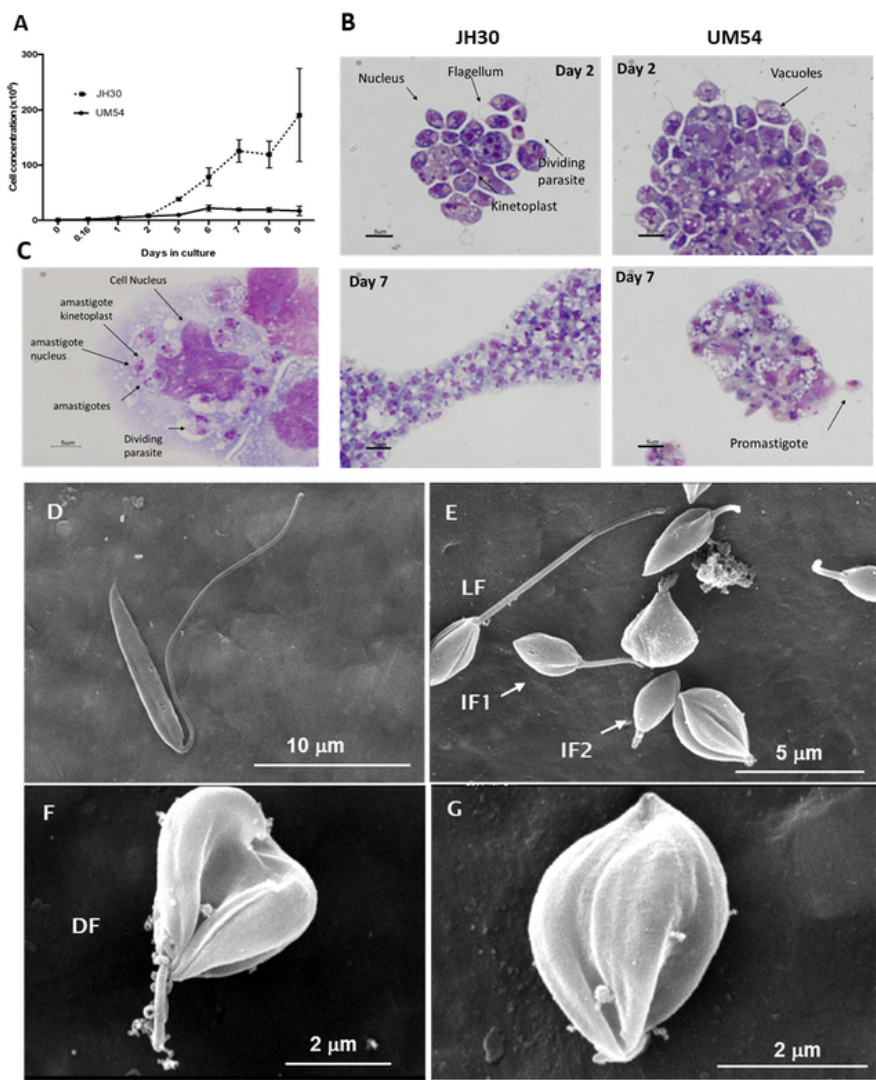 A
Cell concentration (x10⁶)
300
200
100
0
JH30
UM54
0
0.16
1
2
5
6
7
8
9
Days in culture
B
JH30
UM54
Day 2
Nucleus
Flagellum
Dividing
parasite
Kinetoplast
5um
Day 2
Vacuoles
5um
Day 7
Day 7
5um
Promastigote
C
Cell Nucleus
amastigote
kinetoplast
amastigote
nucleus
amastigotes
Dividing
parasite
5um
D
10 μm
E
LF
IF1
IF2
5 μm
F
DF
2 μm
G
2 μm